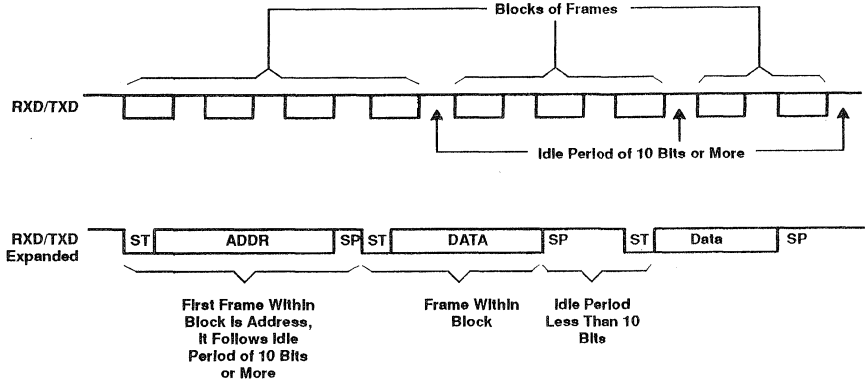 Blocks of Frames
RXD/TXD
Idle Period of 10 Bits or More
RXD/TXD
Expanded
ST ADDR SP ST DATA SP ST Data SP
First Frame Within
Block Is Address,
It Follows Idle
Period of 10 Bits
or More
Frame Within
Block
Idle Period
Less Than 10
Bits